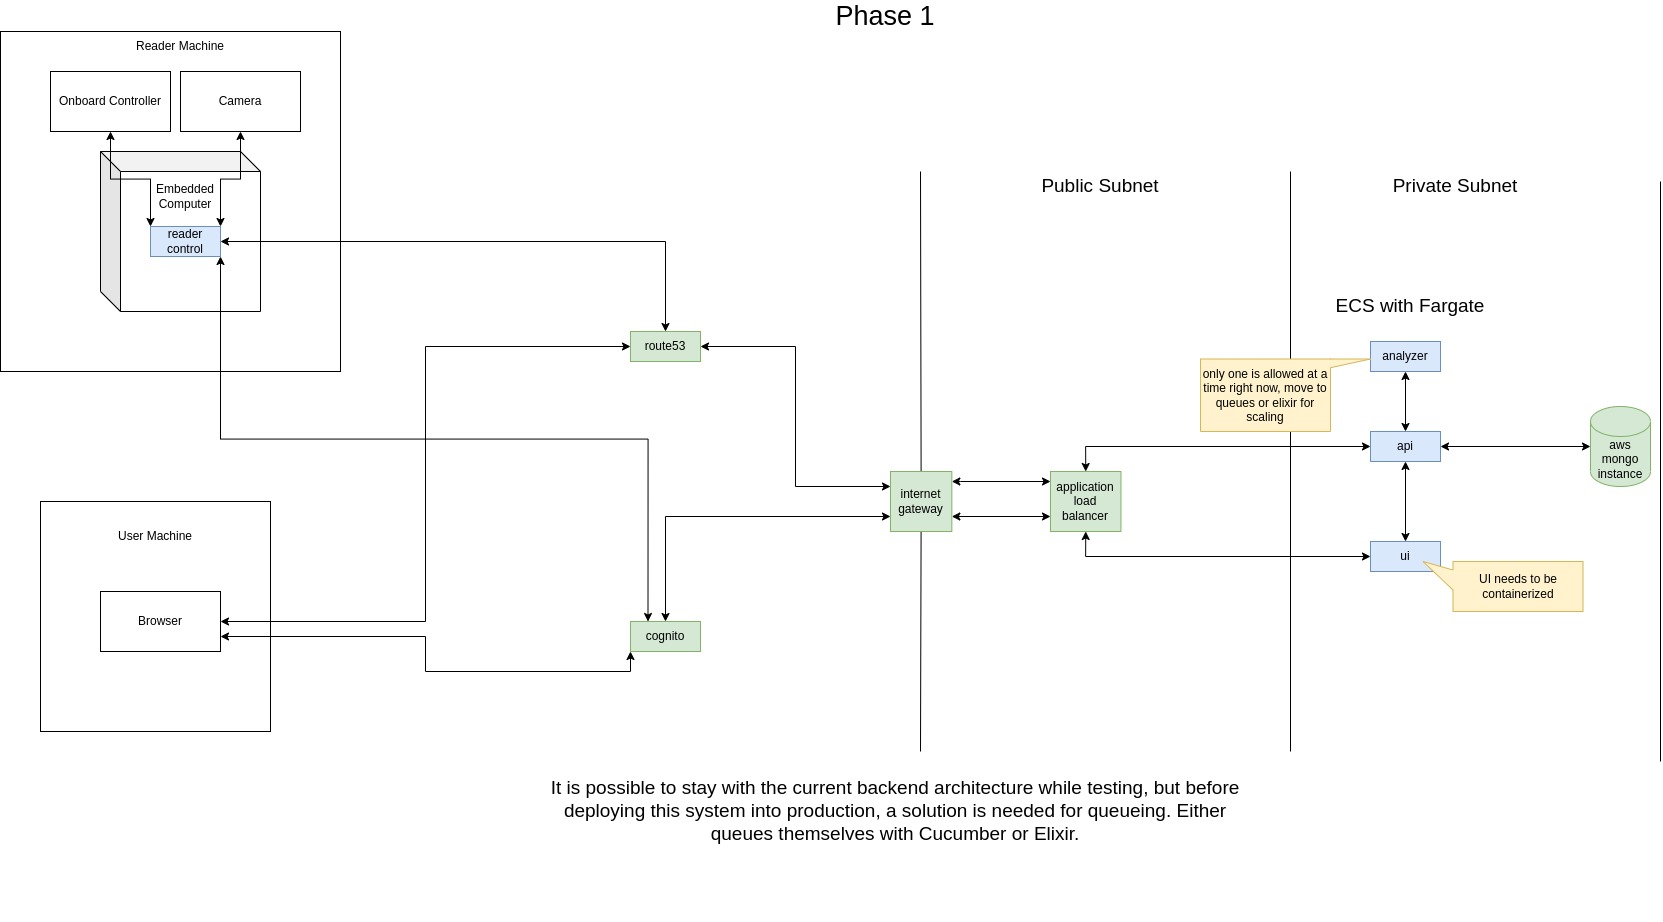 Phase 1
Reader Machine
Onboard Controller
Camera
Embedded
Computer
reader
control
Public Subnet
Private Subnet
ECS with Fargate
route53
analyzer
only one is allowed at a
time right now, move to
queues or elixir for
scaling
api
aws
mongo
instance
internet
gateway
application
load
balancer
User Machine
ui
UI needs to be
containerized
Browser
cognito
It is possible to stay with the current backend architecture while testing, but before
deploying this system into production, a solution is needed for queueing. Either
queues themselves with Cucumber or Elixir.